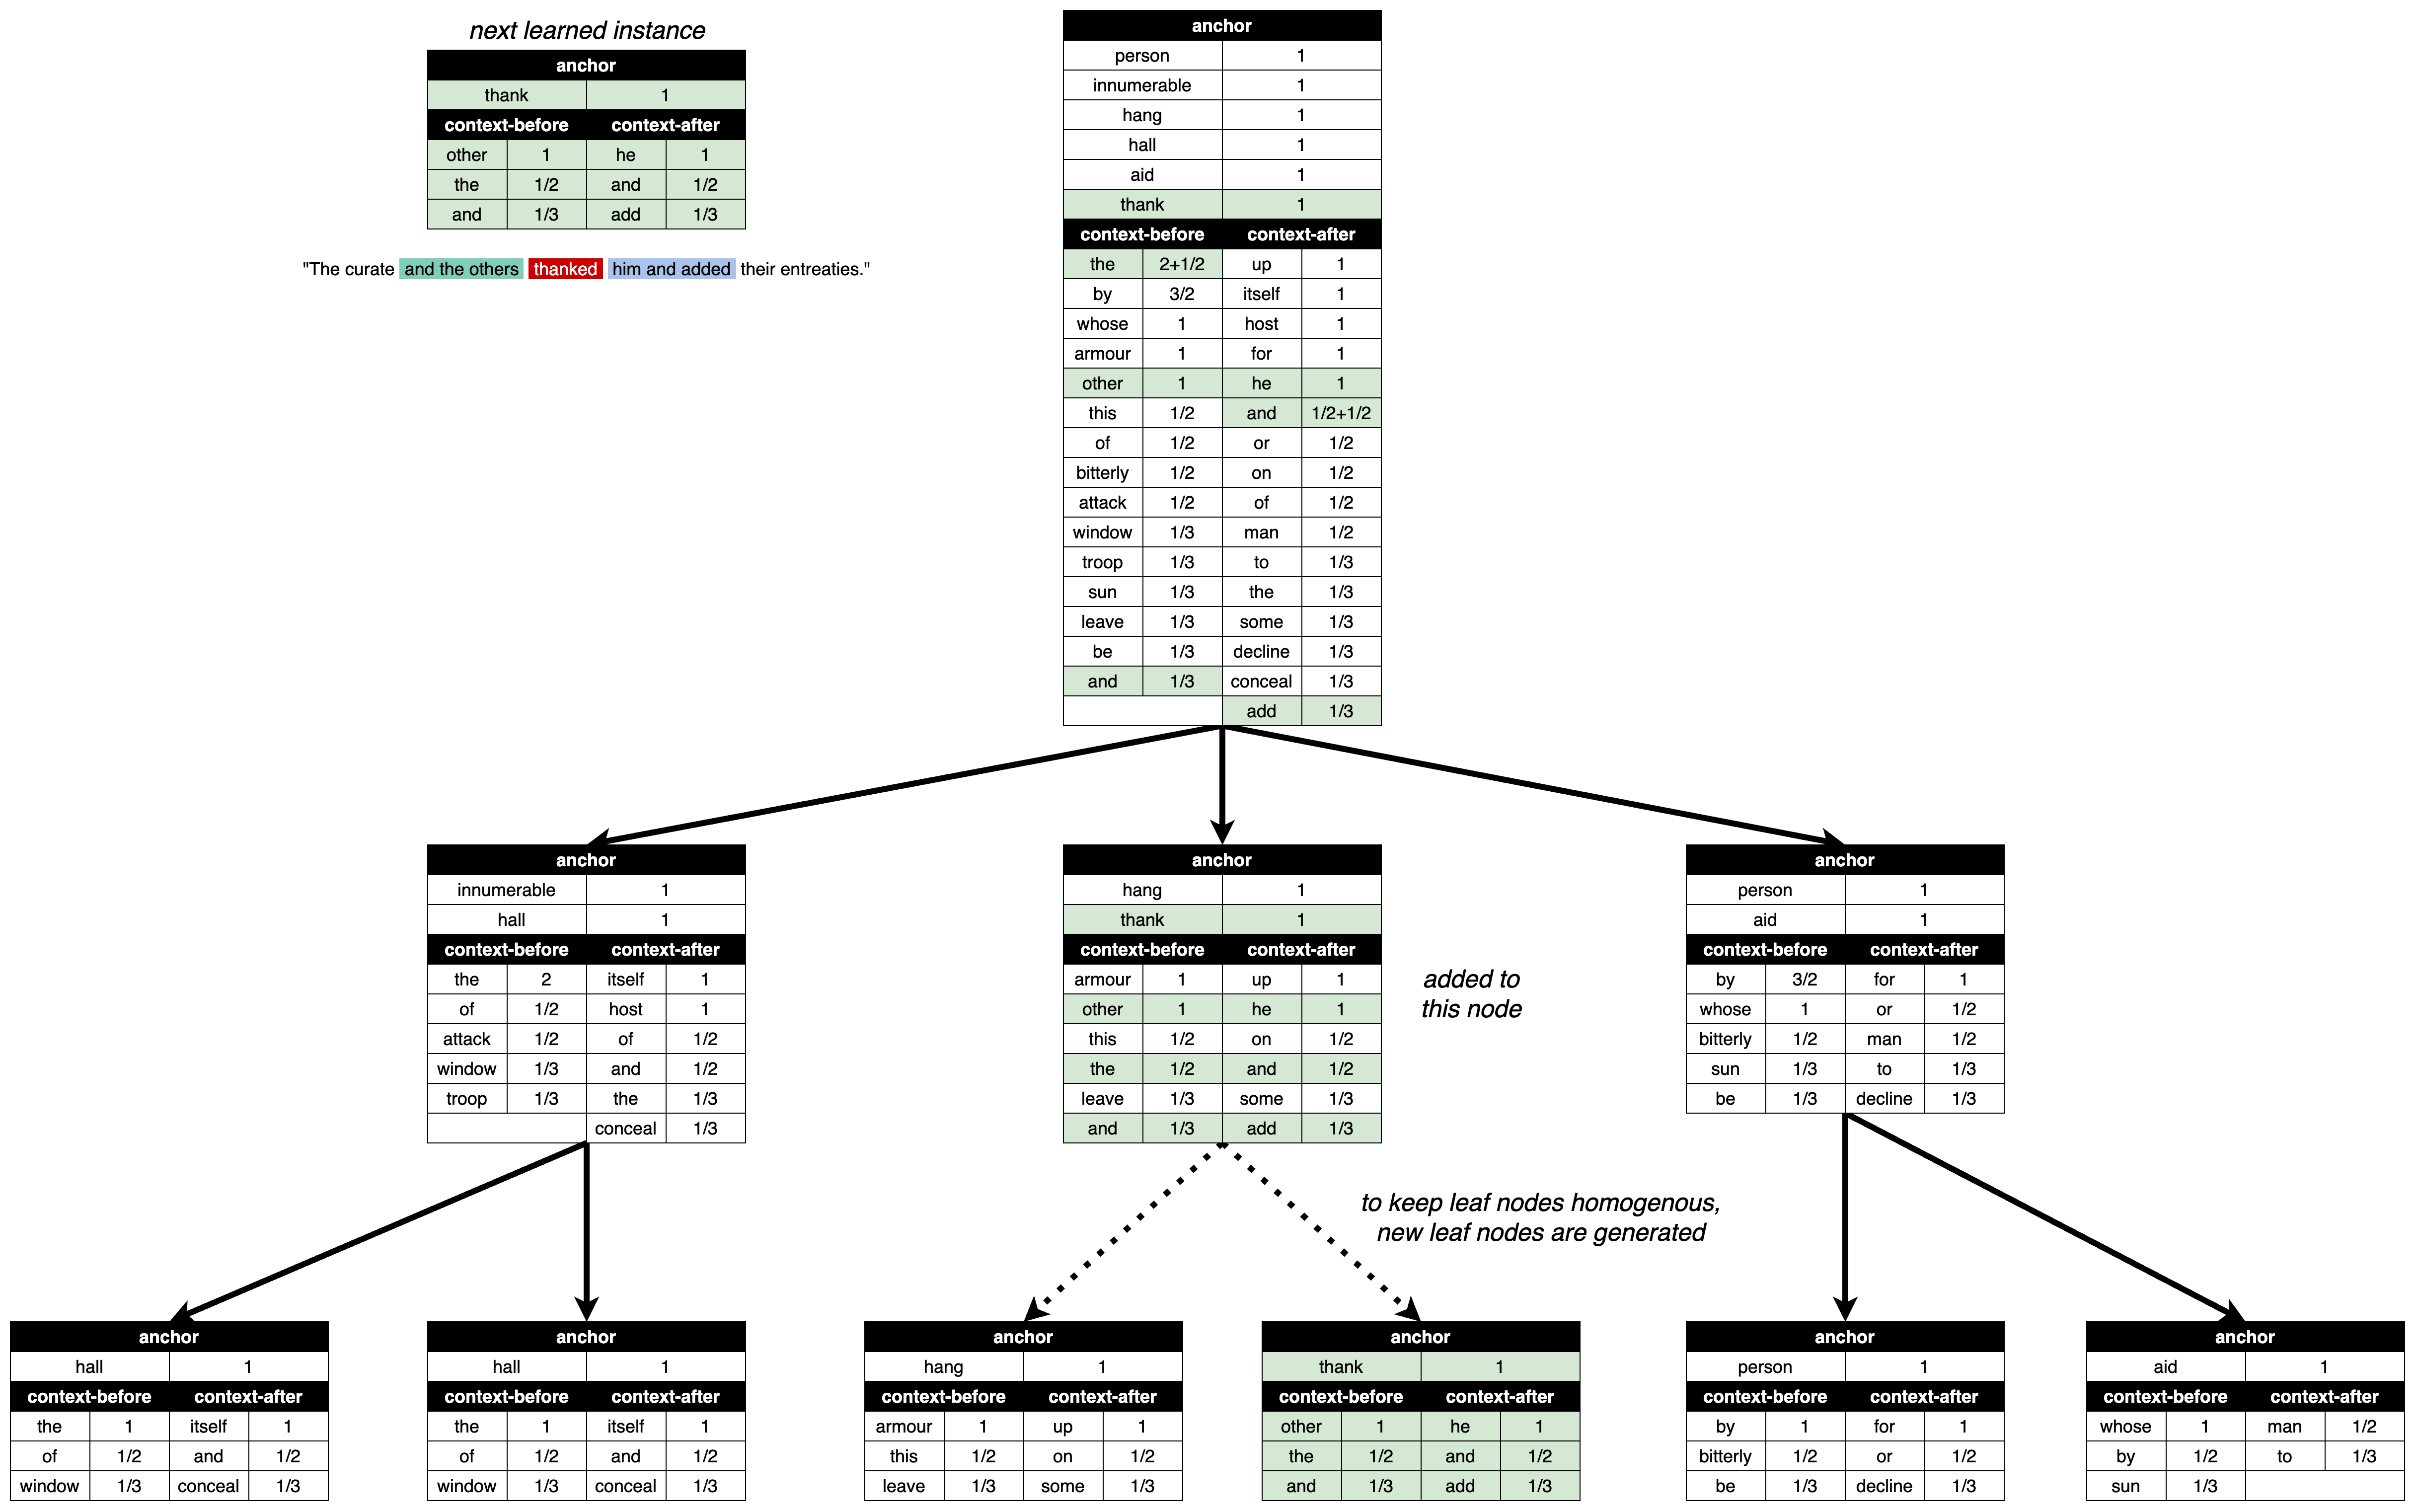 next learned instance
anchor
thank 1
context-before context-after
other 1 he 1
the 1/2 and 1/2
and 1/3 add 1/3
"The curate and the others thanked him and added their entreaties."
anchor
person 1
innumerable 1
hang 1
hall 1
aid 1
thank 1
context-before context-after
the 2+1/2 up 1
by 3/2 itself 1
whose 1 host 1
armour 1 for 1
other 1 he 1
this 1/2 and 1/2+1/2
of 1/2 or 1/2
bitterly 1/2 on 1/2
attack 1/2 of 1/2
window 1/3 man 1/2
troop 1/3 to 1/3
sun 1/3 the 1/3
leave 1/3 some 1/3
be 1/3 decline 1/3
and 1/3 conceal 1/3
add 1/3
anchor
innumerable 1
hall 1
context-before context-after
the 2 itself 1
of 1/2 host 1
attack 1/2 of 1/2
window 1/3 and 1/2
troop 1/3 the 1/3
conceal 1/3
anchor
hang 1
thank 1
context-before context-after
armour 1 up 1
other 1 he 1
this 1/2 on 1/2
the 1/2 and 1/2
leave 1/3 some 1/3
and 1/3 add 1/3
added to
this node
anchor
person 1
aid 1
context-before context-after
by 3/2 for 1
whose 1 or 1/2
bitterly 1/2 man 1/2
sun 1/3 to 1/3
be 1/3 decline 1/3
to keep leaf nodes homogenous,
new leaf nodes are generated
anchor
hall 1
context-before context-after
the 1 itself 1
of 1/2 and 1/2
window 1/3 conceal 1/3
anchor
hall 1
context-before context-after
the 1 itself 1
of 1/2 and 1/2
window 1/3 conceal 1/3
anchor
hang 1
context-before context-after
armour 1 up 1
this 1/2 on 1/2
leave 1/3 some 1/3
anchor
thank 1
context-before context-after
other 1 he 1
the 1/2 and 1/2
and 1/3 add 1/3
anchor
person 1
context-before context-after
by 1 for 1
bitterly 1/2 or 1/2
be 1/3 decline 1/3
anchor
aid 1
context-before context-after
whose 1 man 1/2
by 1/2 to 1/3
sun 1/3